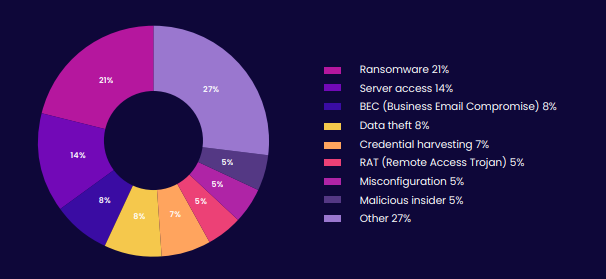 21%
27%
14%
5%
5%
5%
7%
8%
8%
Ransomware 21%
Server access 14%
BEC (Business Email Compromise) 8%
Data theft 8%
Credential harvesting 7%
RAT (Remote Access Trojan) 5%
Misconfiguration 5%
Malicious insider 5%
Other 27%